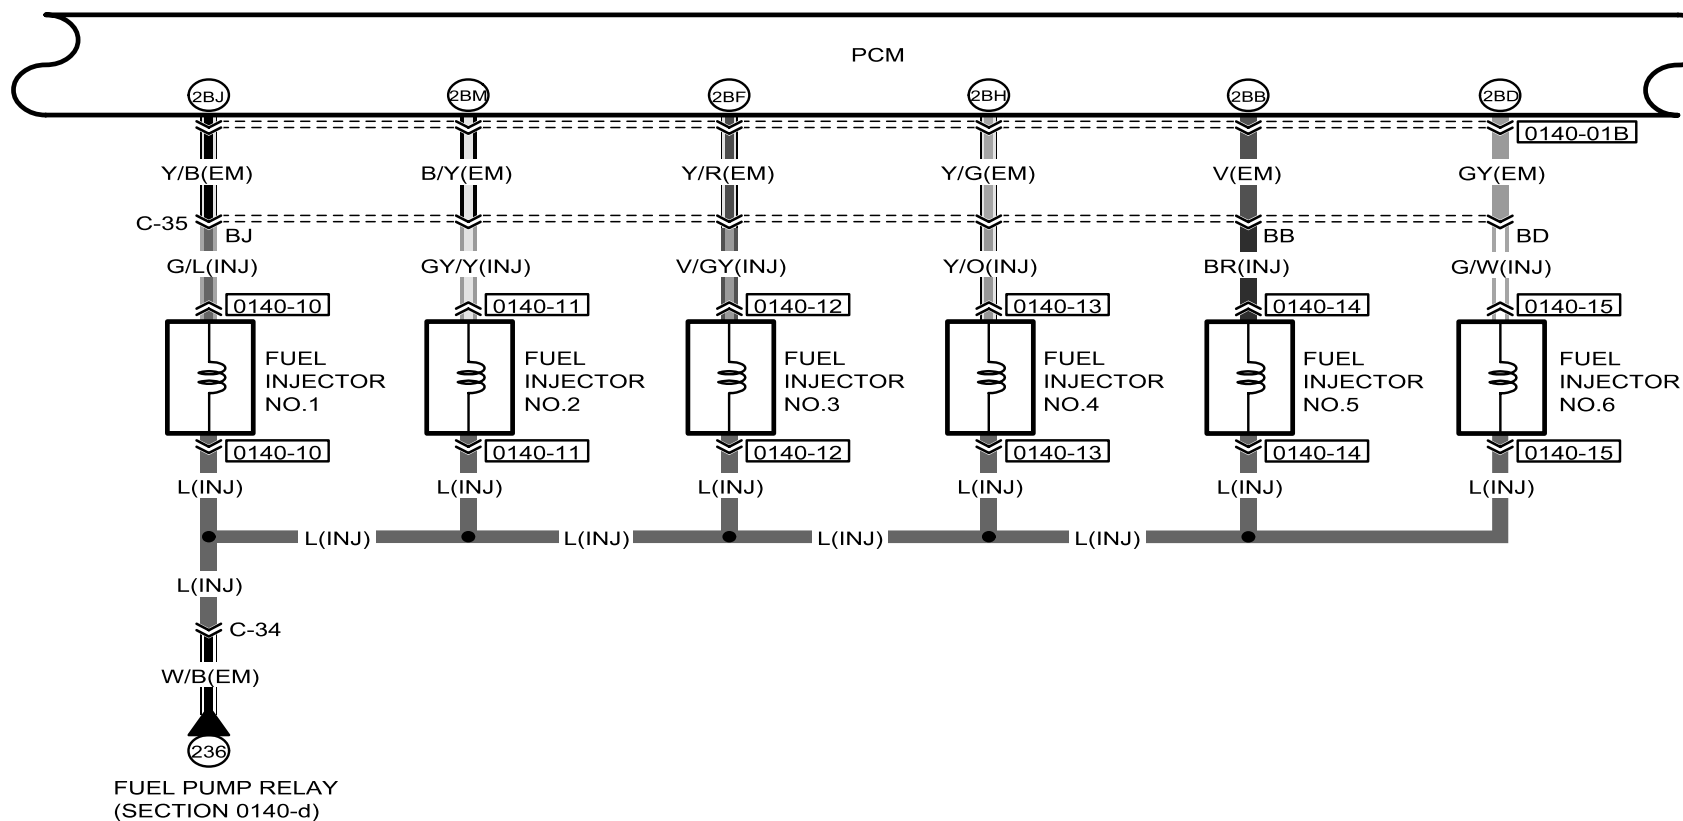 PCM
2BJ 2BM 2BF 2BH 2BB 2BD
0140-01B
Y/B(EM) B/Y(EM) Y/R(EM) Y/G(EM) V(EM) GY(EM)
C-35 BJ BB BD
G/L(INJ) GY/Y(INJ) V/GY(INJ) Y/O(INJ) BR(INJ) G/W(INJ)
0140-10 0140-11 0140-12 0140-13 0140-14 0140-15
FUEL FUEL FUEL FUEL FUEL FUEL
INJECTOR INJECTOR INJECTOR INJECTOR INJECTOR INJECTOR
NO.1 NO.2 NO.3 NO.4 NO.5 NO.6
0140-10 0140-11 0140-12 0140-13 0140-14 0140-15
L(INJ) L(INJ) L(INJ) L(INJ) L(INJ) L(INJ)
L(INJ) L(INJ) L(INJ) L(INJ)
L(INJ)
C-34
W/B(EM)
236
FUEL PUMP RELAY
(SECTION 0140-d)